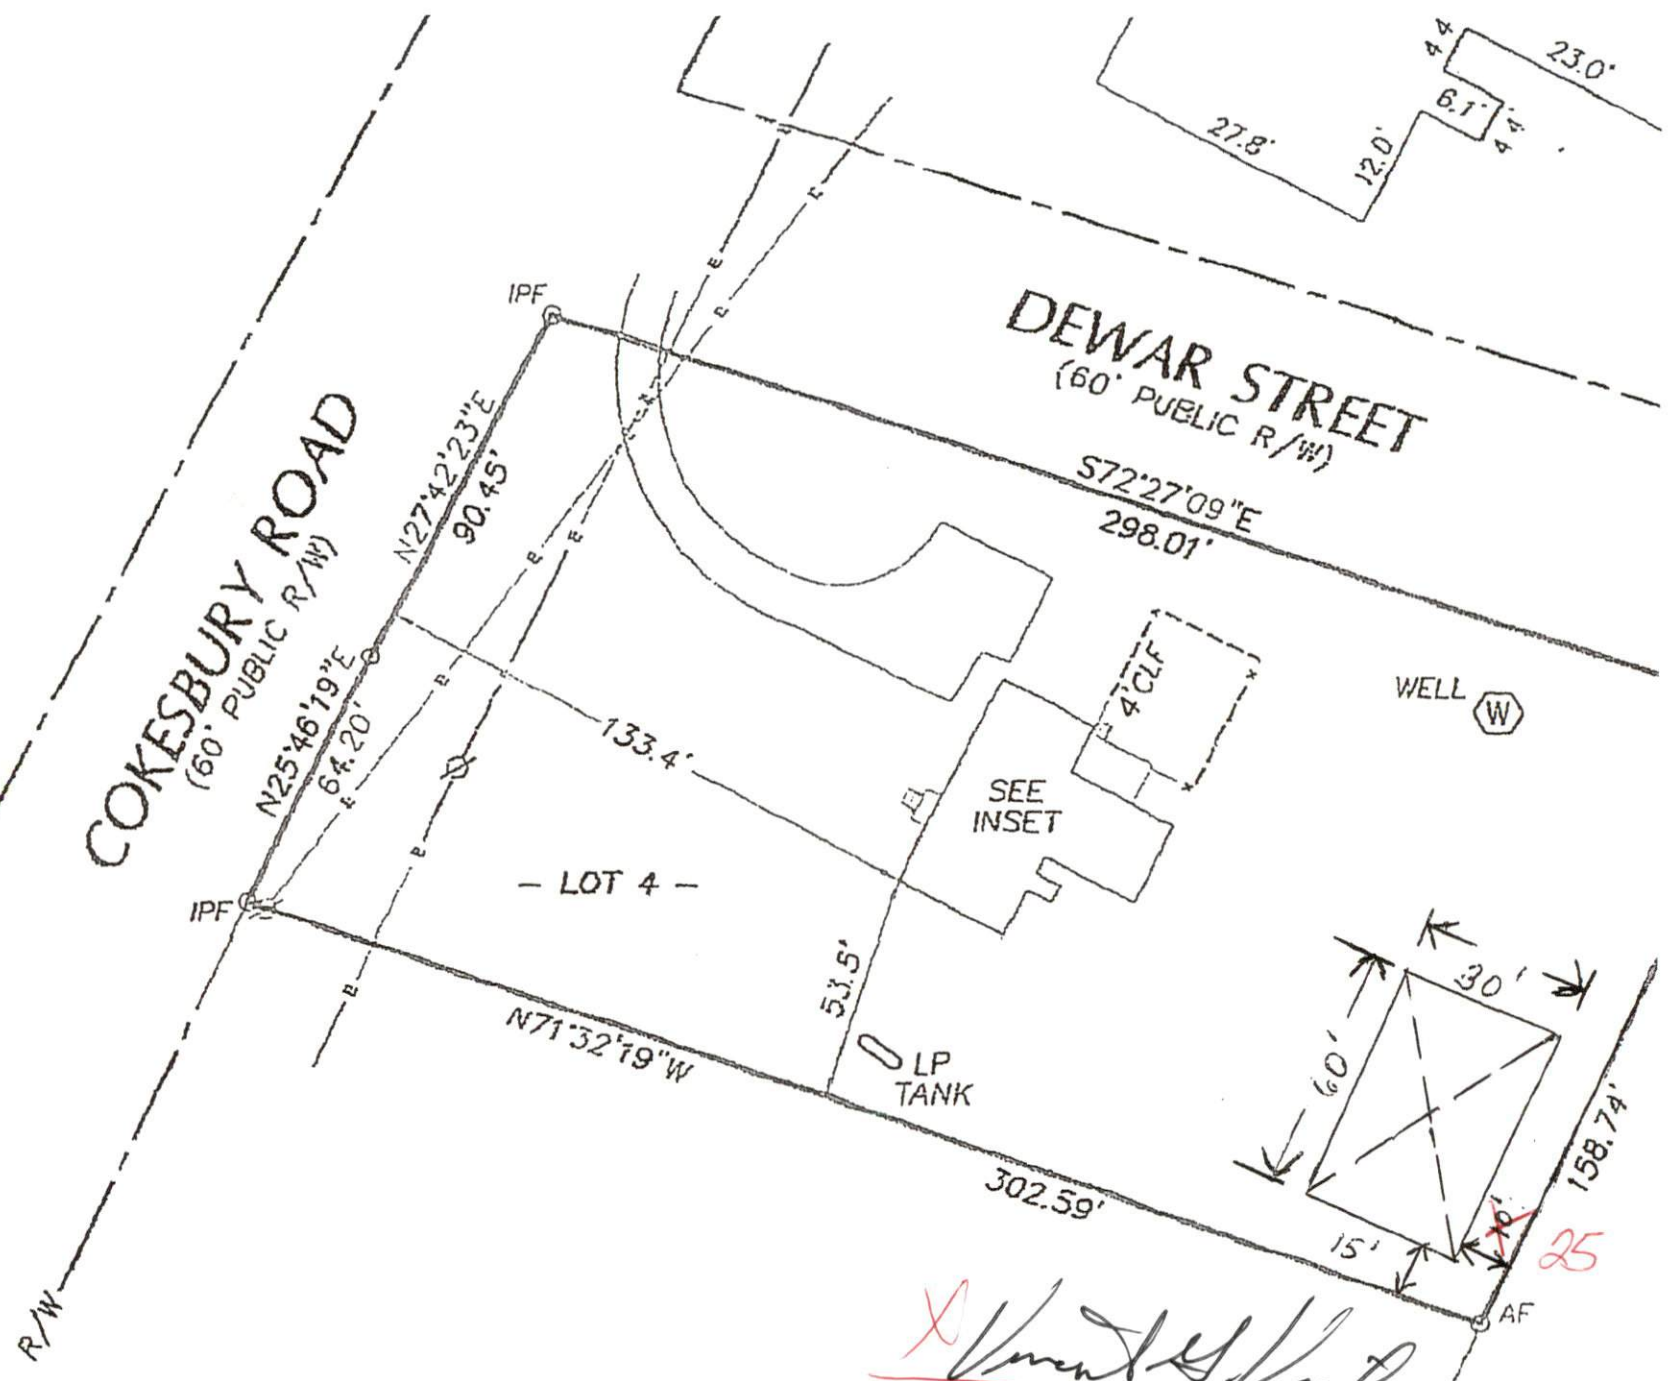 4 4
23.0'
6.1'
4 4'
27.8'
12.0'
IPF
DEWAR STREET
(60' PUBLIC R/W)
S72°27'09"E
298.01'
N27°42'23"E
90.45'
COKESBURY ROAD
(60' PUBLIC R/W)
N25°46'19"E
64.20'
E
E
E
E
E
E
E
E
E
E
E
133.4'
4'CLF
WELL
W
SEE
INSET
- LOT 4 -
IPF
53.5'
LP
TANK
N71°32'19"W
302.59'
30'
60'
158.74'
15'
10'
25
AF
R/W
X